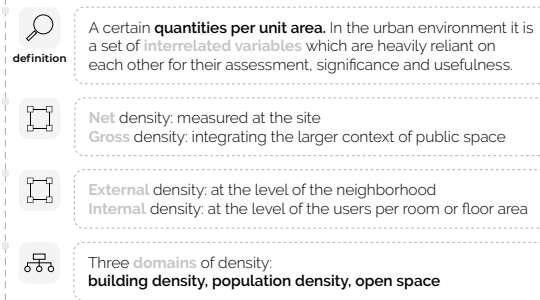 A certain quantities per unit area. In the urban environment it is
a set of interrelated variables which are heavily reliant on
each other for their assessment, significance and usefulness.
definition
Net density: measured at the site
Gross density: integrating the larger context of public space
External density: at the level of the neighborhood
Internal density: at the level of the users per room or floor area
Three domains of density:
building density, population density, open space